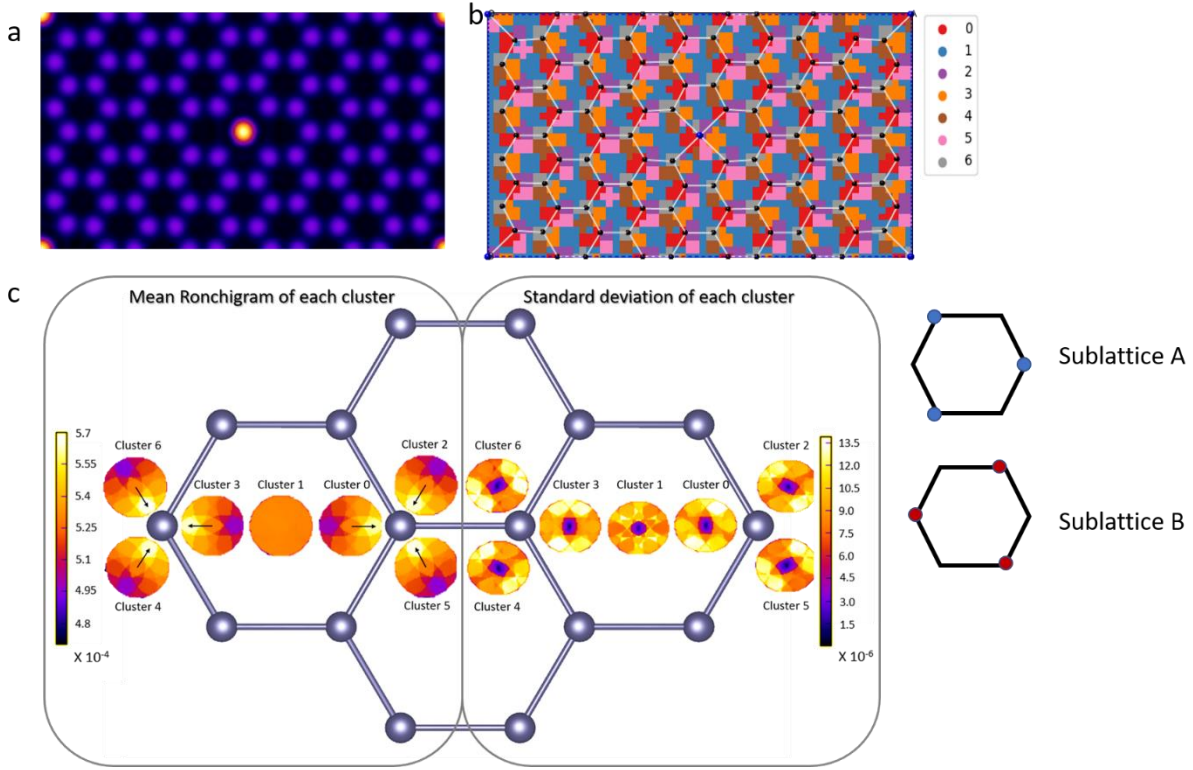 a
b
0
1
2
3
4
5
6
c
Mean Ronchigram of each cluster
Standard deviation of each cluster
5.7
5.55
5.4
5.25
5.1
4.95
4.8
X 10-4
Cluster 6
Cluster 3
Cluster 1
Cluster 0
Cluster 2
Cluster 4
Cluster 5
Cluster 6
Cluster 3
Cluster 1
Cluster 0
Cluster 2
Cluster 4
Cluster 5
13.5
12.0
10.5
9.0
7.5
6.0
4.5
3.0
1.5
X 10-6
Sublattice A
Sublattice B